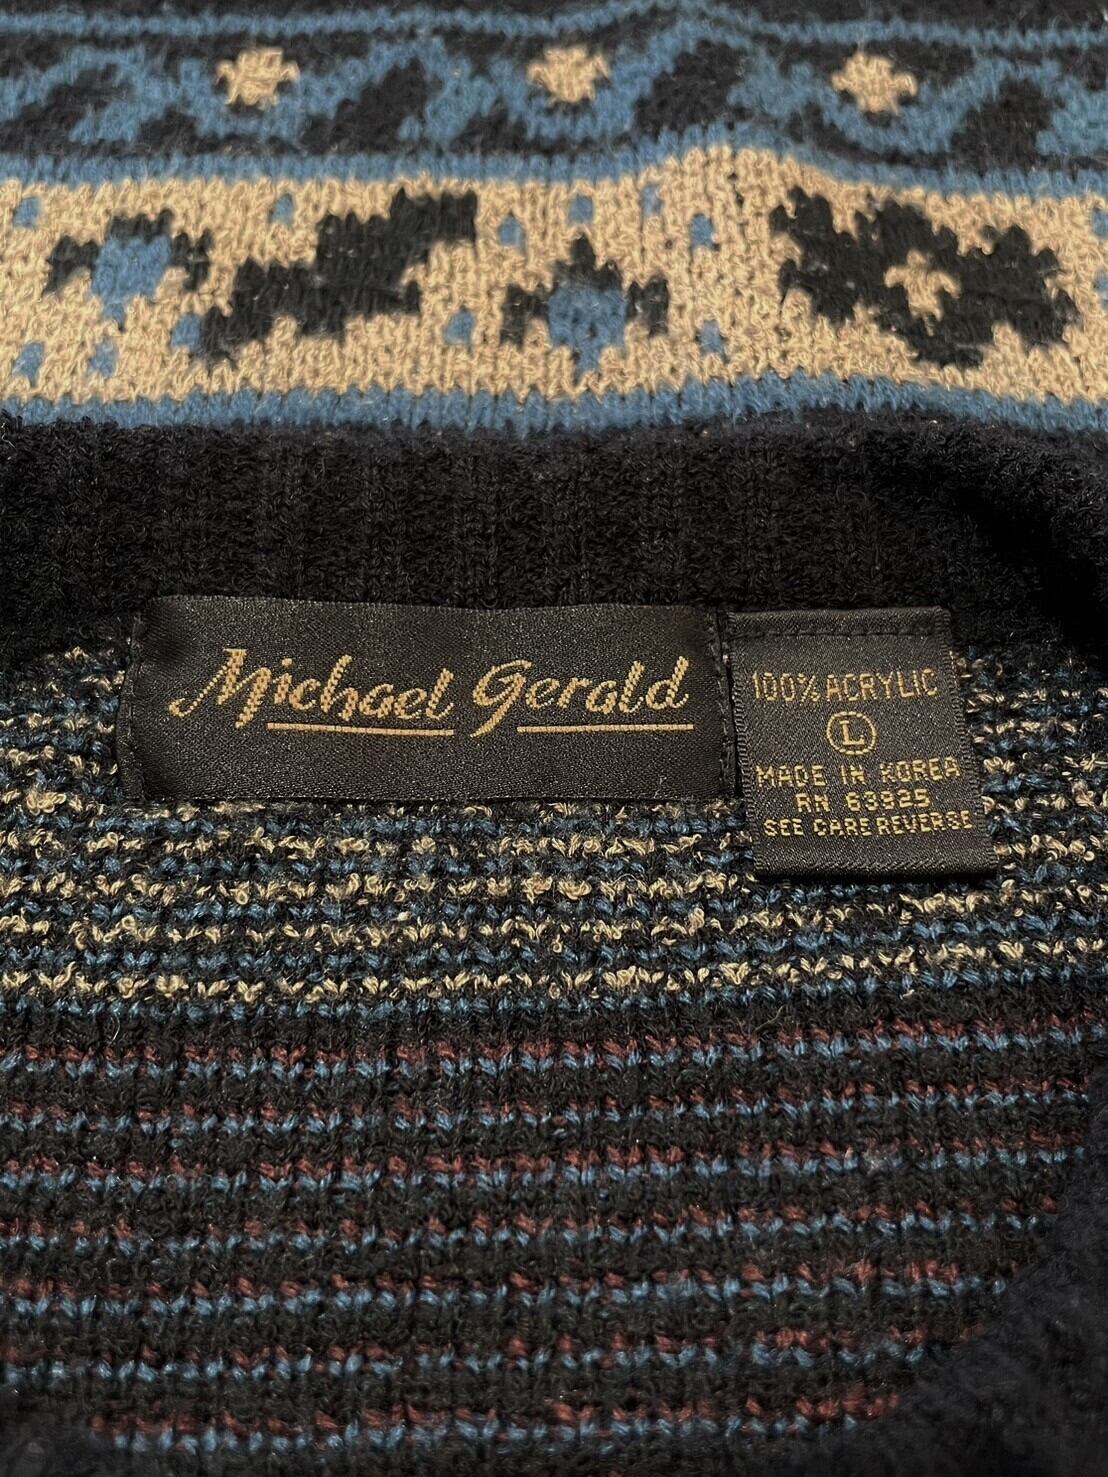 Michael Gerald
100% ACRYLIC
L
MADE IN KOREA
RN 63925
SEE CARE REVERSE